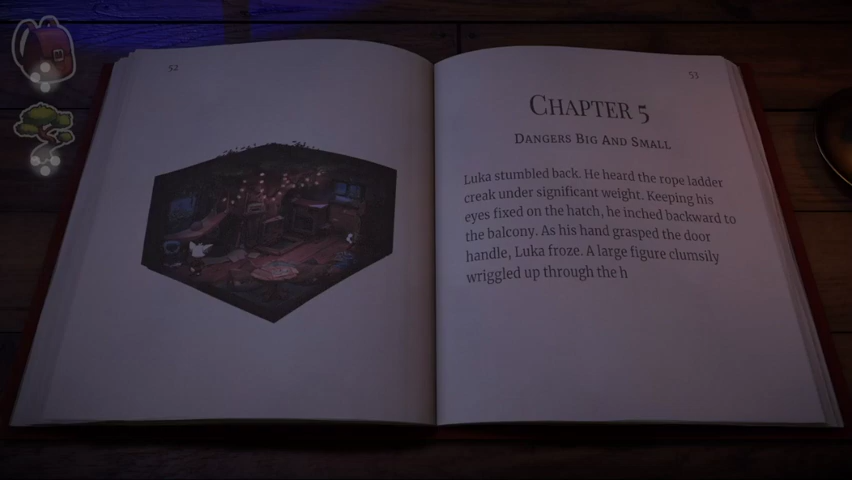 52
53
CHAPTER 5
DANGERS BIG AND SMALL
Luka stumbled back. He heard the rope ladder
creak under significant weight. Keeping his
eyes fixed on the hatch, he inched backward to
the balcony. As his hand grasped the door
handle, Luka froze. A large figure clumsily
wriggled up through the h